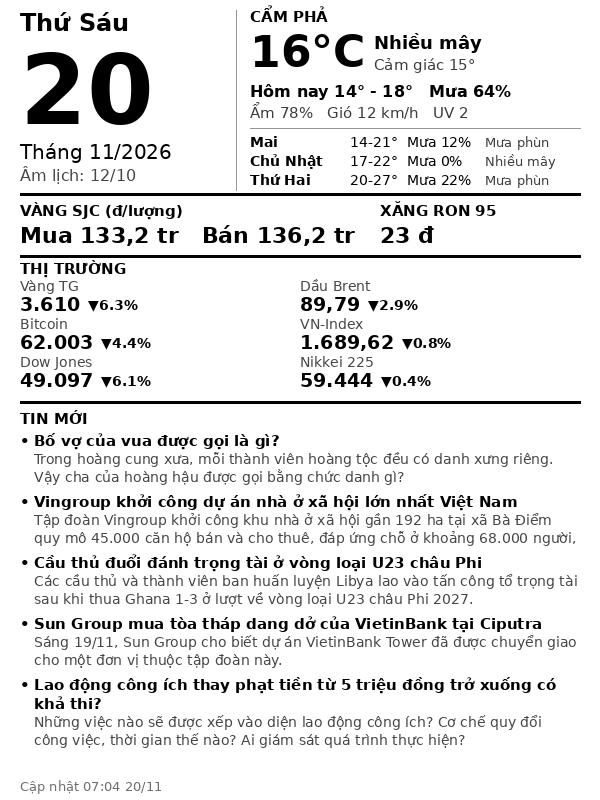 Thứ Sáu
20
Tháng 11/2026
Âm lịch: 12/10
CẨM PHẢ
16°C Nhiều mây
Cảm giác 15°
Hôm nay 14° - 18° Mưa 64%
Ẩm 78% Gió 12 km/h UV 2
Mai 14-21° Mưa 12% Mưa phùn
Chủ Nhật 17-22° Mưa 0% Nhiều mây
Thứ Hai 20-27° Mưa 22% Mưa phùn
VÀNG SJC (đ/lượng) XĂNG RON 95
Mua 133,2 tr Bán 136,2 tr 23 đ
THỊ TRƯỜNG
Vàng TG Dầu Brent
3.610 ▼6.3% 89,79 ▼2.9%
Bitcoin VN-Index
62.003 ▼4.4% 1.689,62 ▼0.8%
Dow Jones Nikkei 225
49.097 ▼6.1% 59.444 ▼0.4%
TIN MỚI
• Bố vợ của vua được gọi là gì?
Trong hoàng cung xưa, mỗi thành viên hoàng tộc đều có danh xưng riêng.
Vậy cha của hoàng hậu được gọi bằng chức danh gì?
• Vingroup khởi công dự án nhà ở xã hội lớn nhất Việt Nam
Tập đoàn Vingroup khởi công khu nhà ở xã hội gần 192 ha tại xã Bà Điểm
quy mô 45.000 căn hộ bán và cho thuê, đáp ứng chỗ ở khoảng 68.000 người,
• Cầu thủ đuổi đánh trọng tài ở vòng loại U23 châu Phi
Các cầu thủ và thành viên ban huấn luyện Libya lao vào tấn công tổ trọng tài
sau khi thua Ghana 1-3 ở lượt về vòng loại U23 châu Phi 2027.
• Sun Group mua tòa tháp dang dở của VietinBank tại Ciputra
Sáng 19/11, Sun Group cho biết dự án VietinBank Tower đã được chuyển giao
cho một đơn vị thuộc tập đoàn này.
• Lao động công ích thay phạt tiền từ 5 triệu đồng trở xuống có
khả thi?
Những việc nào sẽ được xếp vào diện lao động công ích? Cơ chế quy đổi
công việc, thời gian thế nào? Ai giám sát quá trình thực hiện?
Cập nhật 07:04 20/11